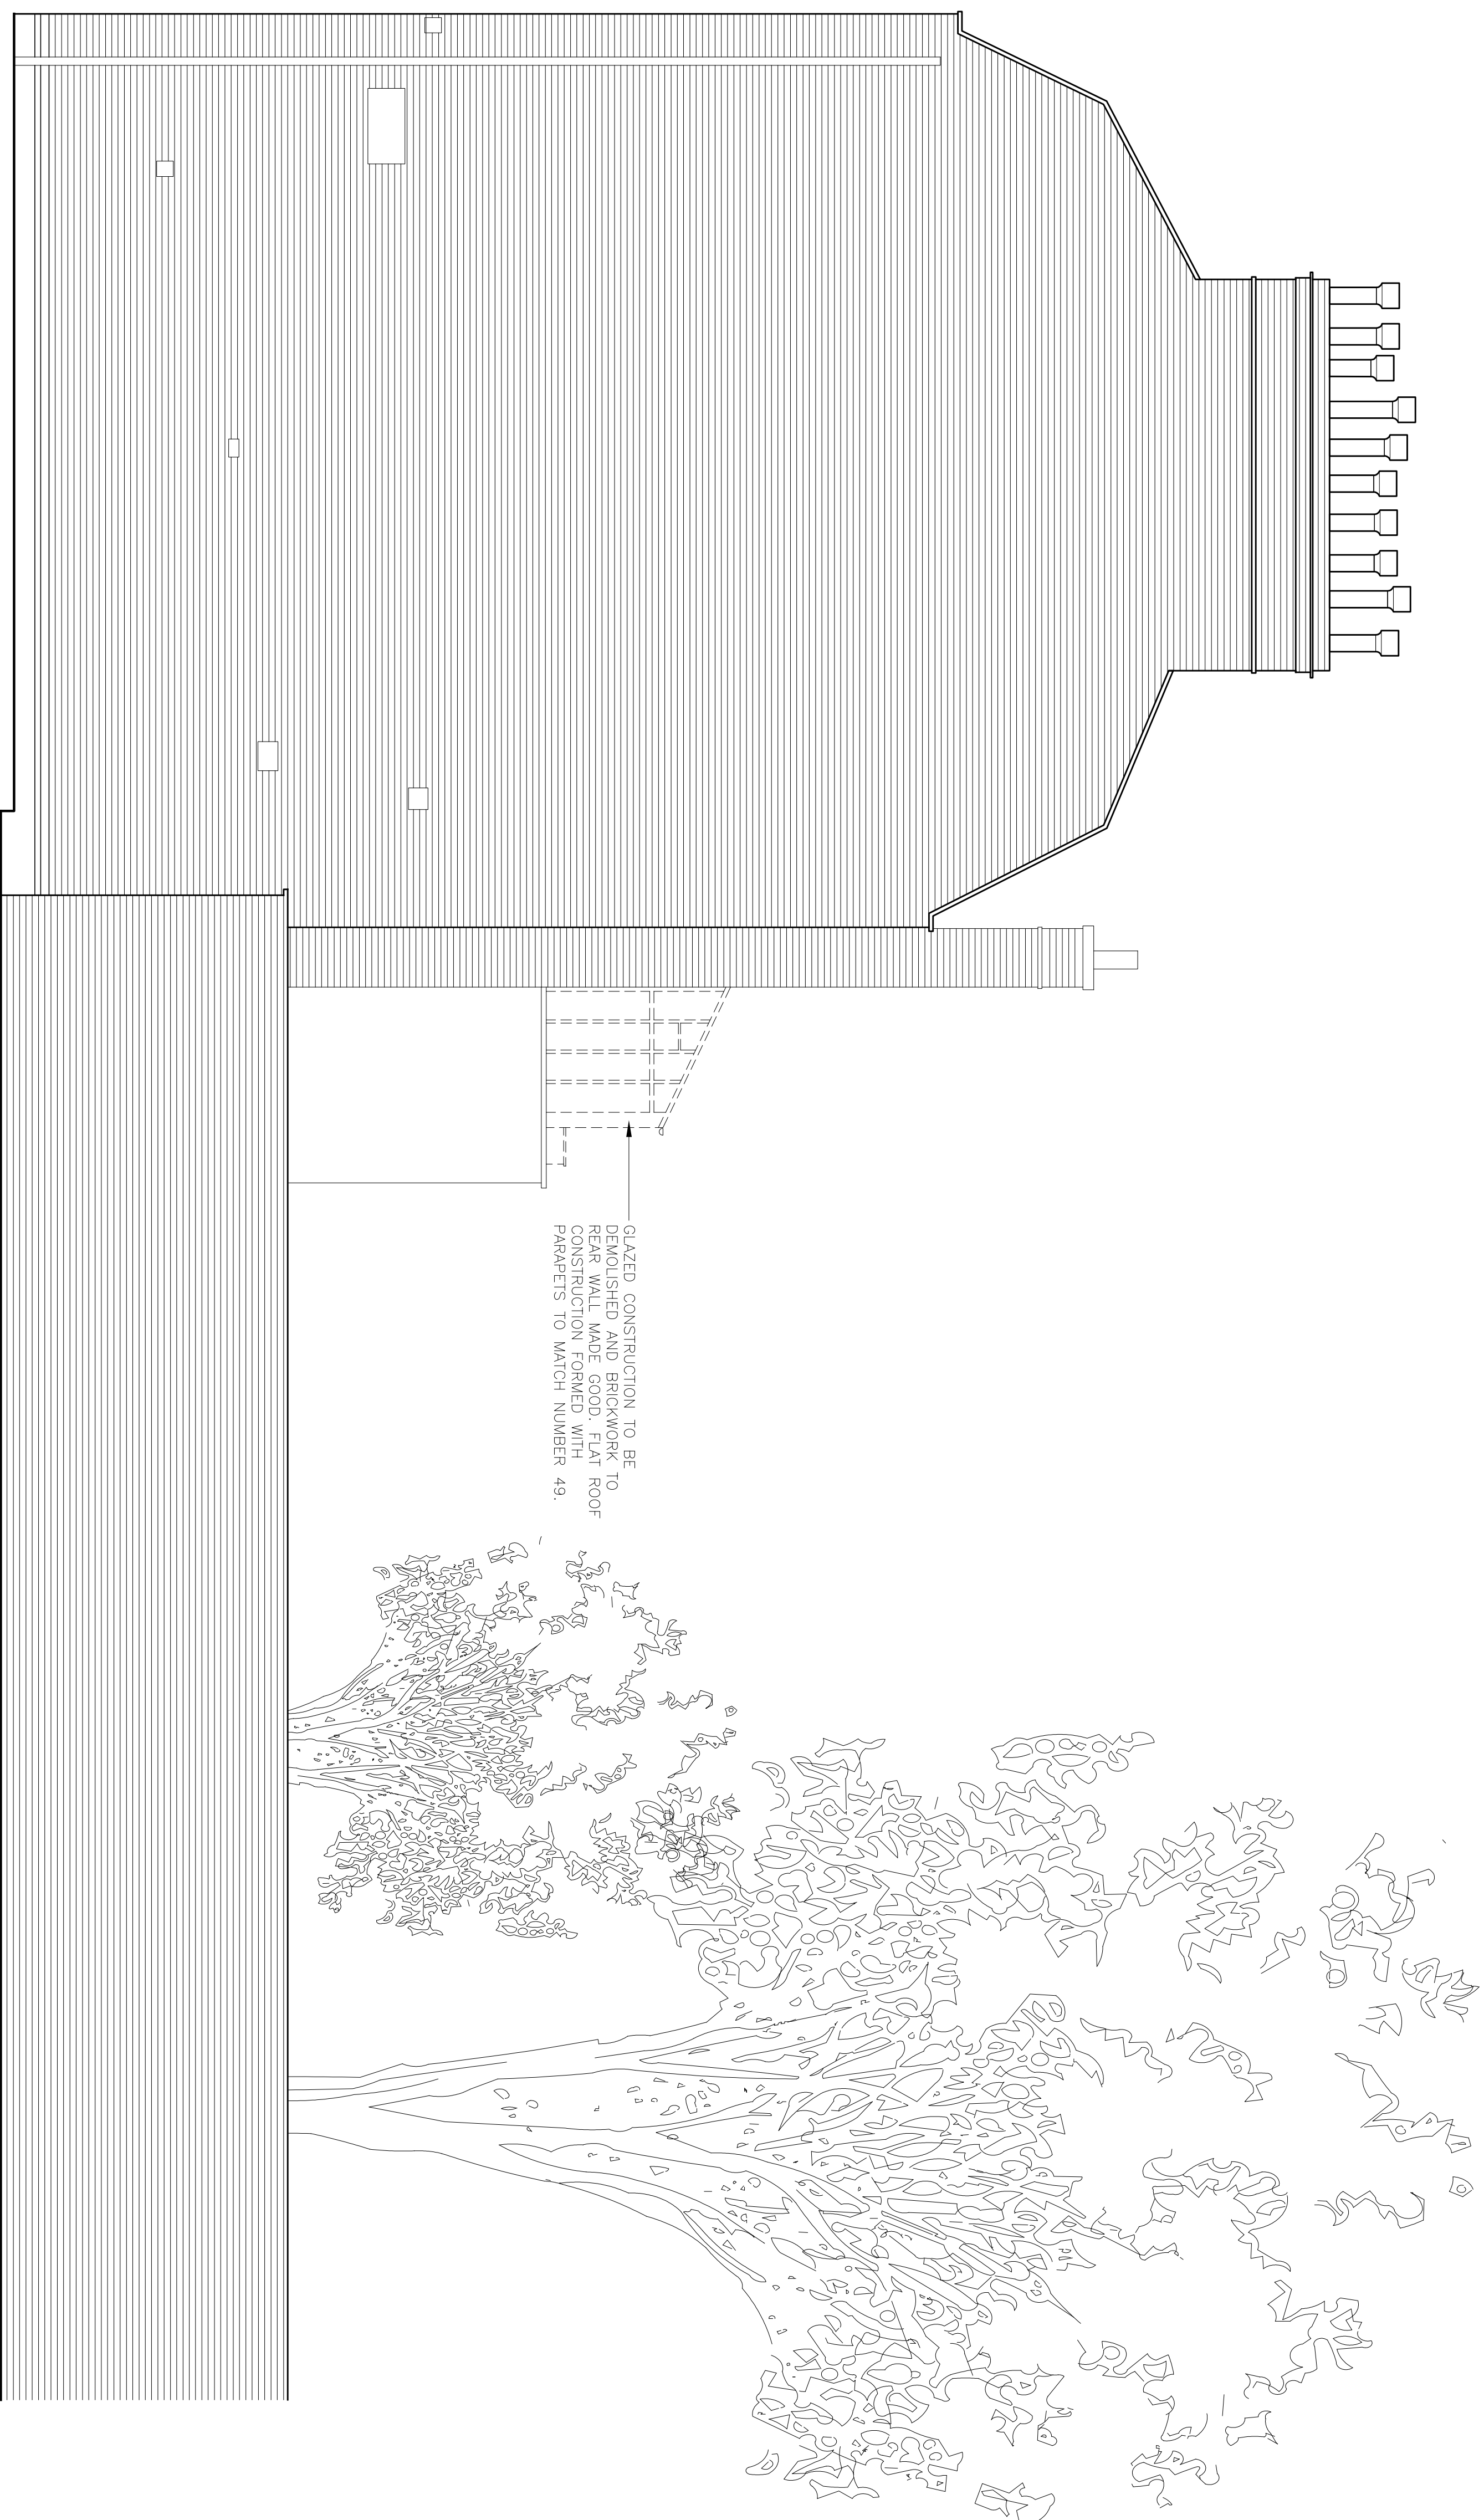 GLAZED CONSTRUCTION TO BE
DEMOLISHED AND BRICKWORK TO
REAR WALL MADE GOOD. FLAT ROOF
CONSTRUCTION FORMED WITH
PARAPETS TO MATCH NUMBER 49.